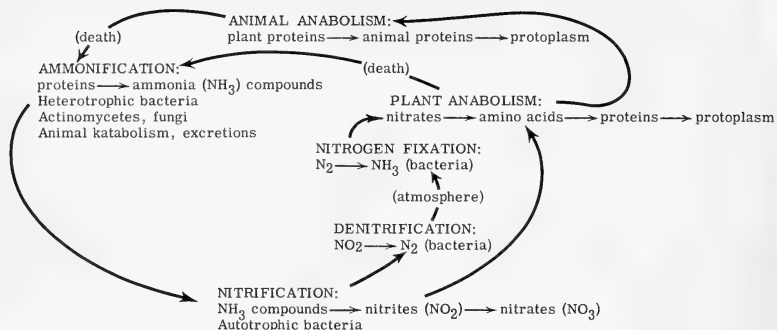 ANIMAL ANABOLISM:
(death)
plant proteins → animal proteins → protoplasm
AMMONIFICATION:
(death)
proteins → ammonia (NH₃) compounds
Heterotrophic bacteria
Actinomycetes, fungi
Animal katabolism, excretions
PLANT ANABOLISM:
nitrates → amino acids → proteins → protoplasm
NITROGEN FIXATION:
N₂ → NH₃ (bacteria)
(atmosphere)
DENITRIFICATION:
NO₂ → N₂ (bacteria)
NITRIFICATION:
NH₃ compounds → nitrites (NO₂) → nitrates (NO₃)
Autotrophic bacteria